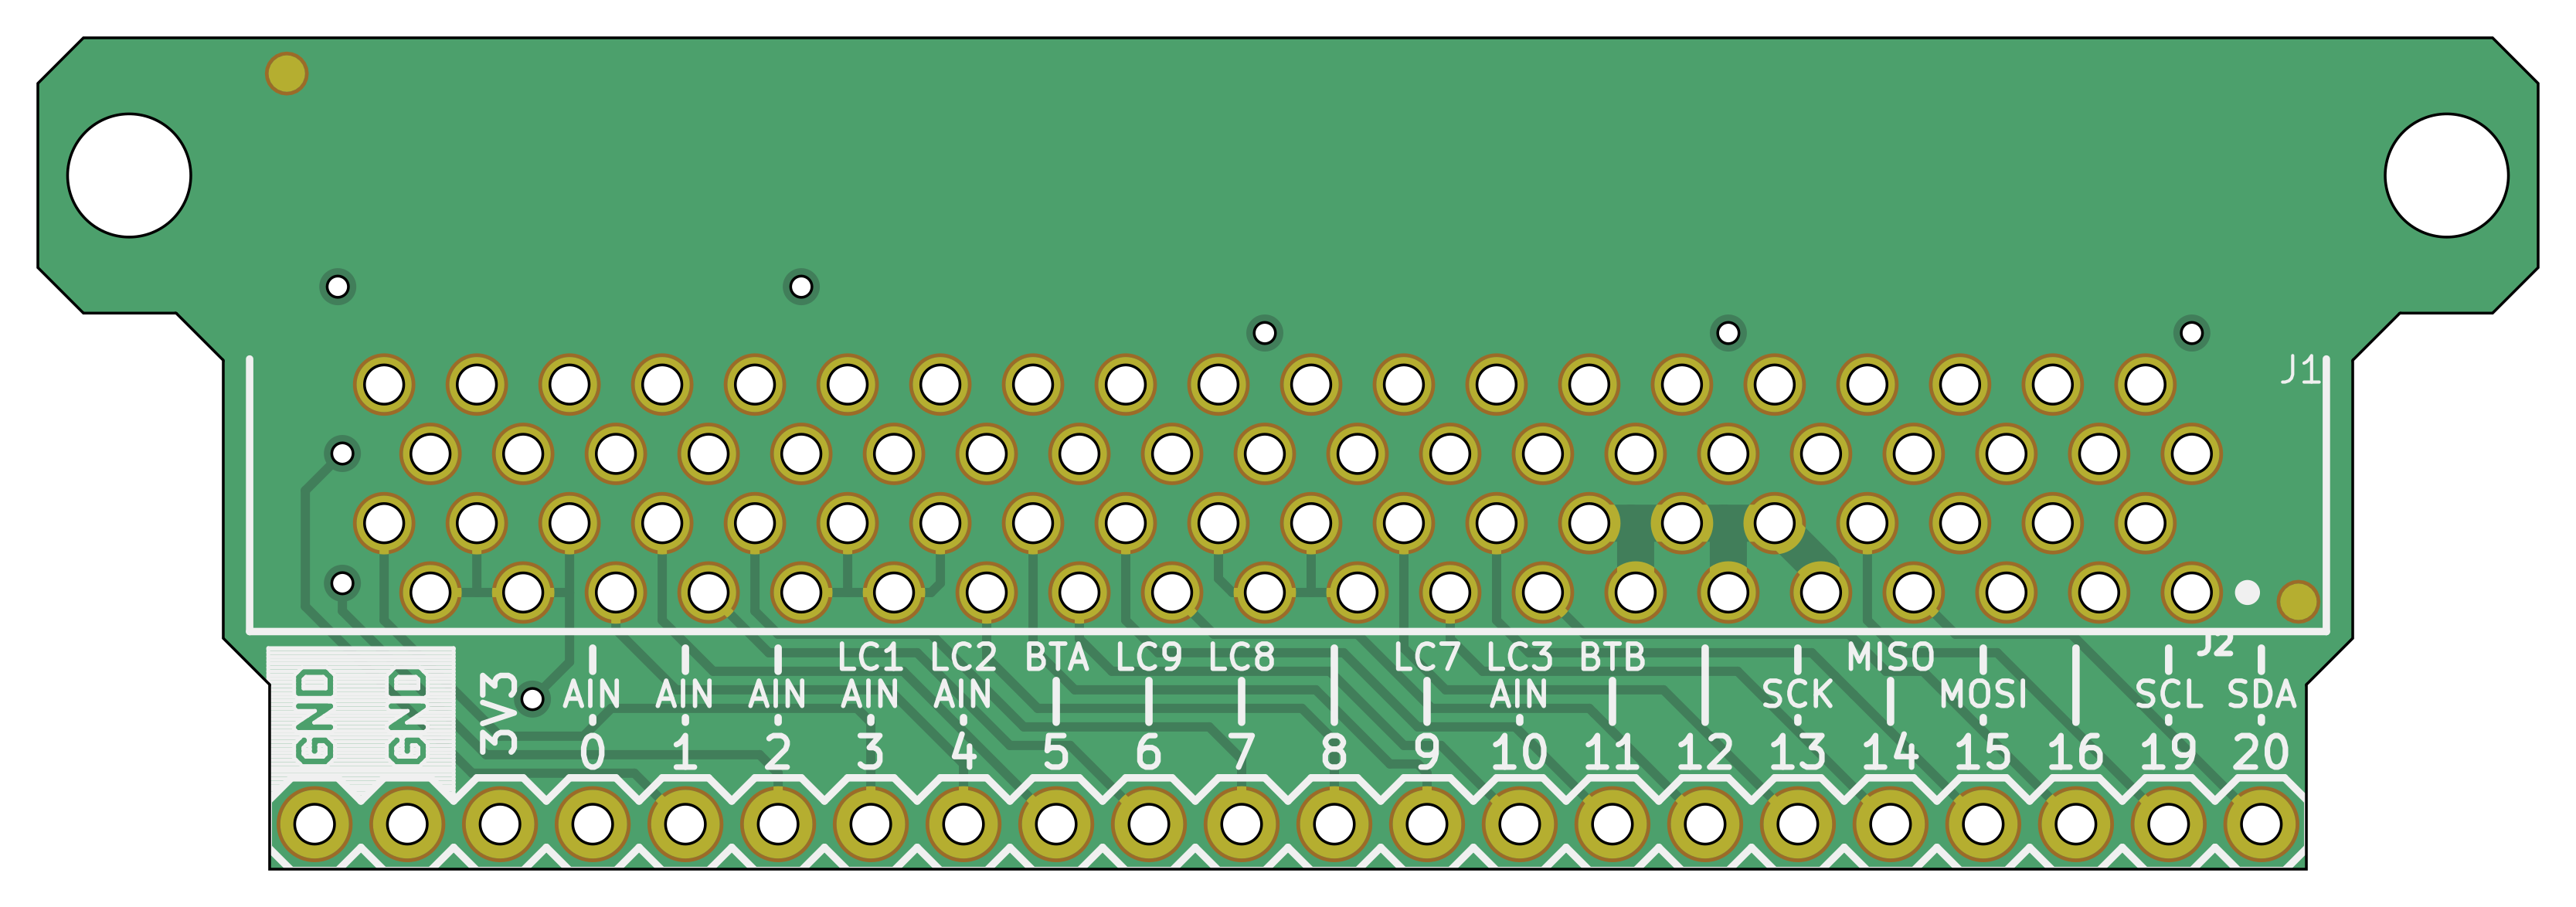 J1
J2
LC1 LC2 BTA LC9 LC8 LC7 LC3 BTB MISO
GND GND 3V3 AIN AIN AIN AIN AIN AIN SCK MOSI SCL SDA
0 1 2 3 4 5 6 7 8 9 10 11 12 13 14 15 16 19 20